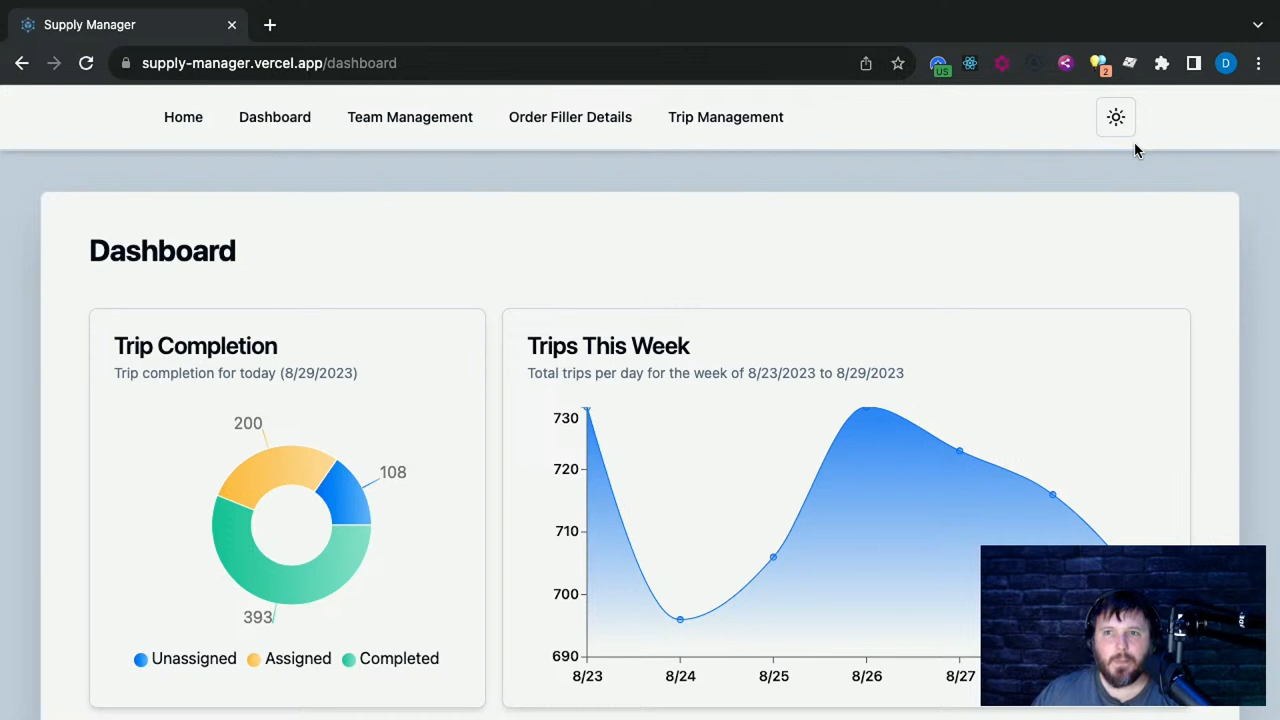 Supply Manager
supply-manager.vercel.app/dashboard
US
2
D
Home Dashboard Team Management Order Filler Details Trip Management
Dashboard
Trip Completion
Trip completion for today (8/29/2023)
200
108
393
Unassigned Assigned Completed
Trips This Week
Total trips per day for the week of 8/23/2023 to 8/29/2023
730
720
710
700
690
8/23 8/24 8/25 8/26 8/27